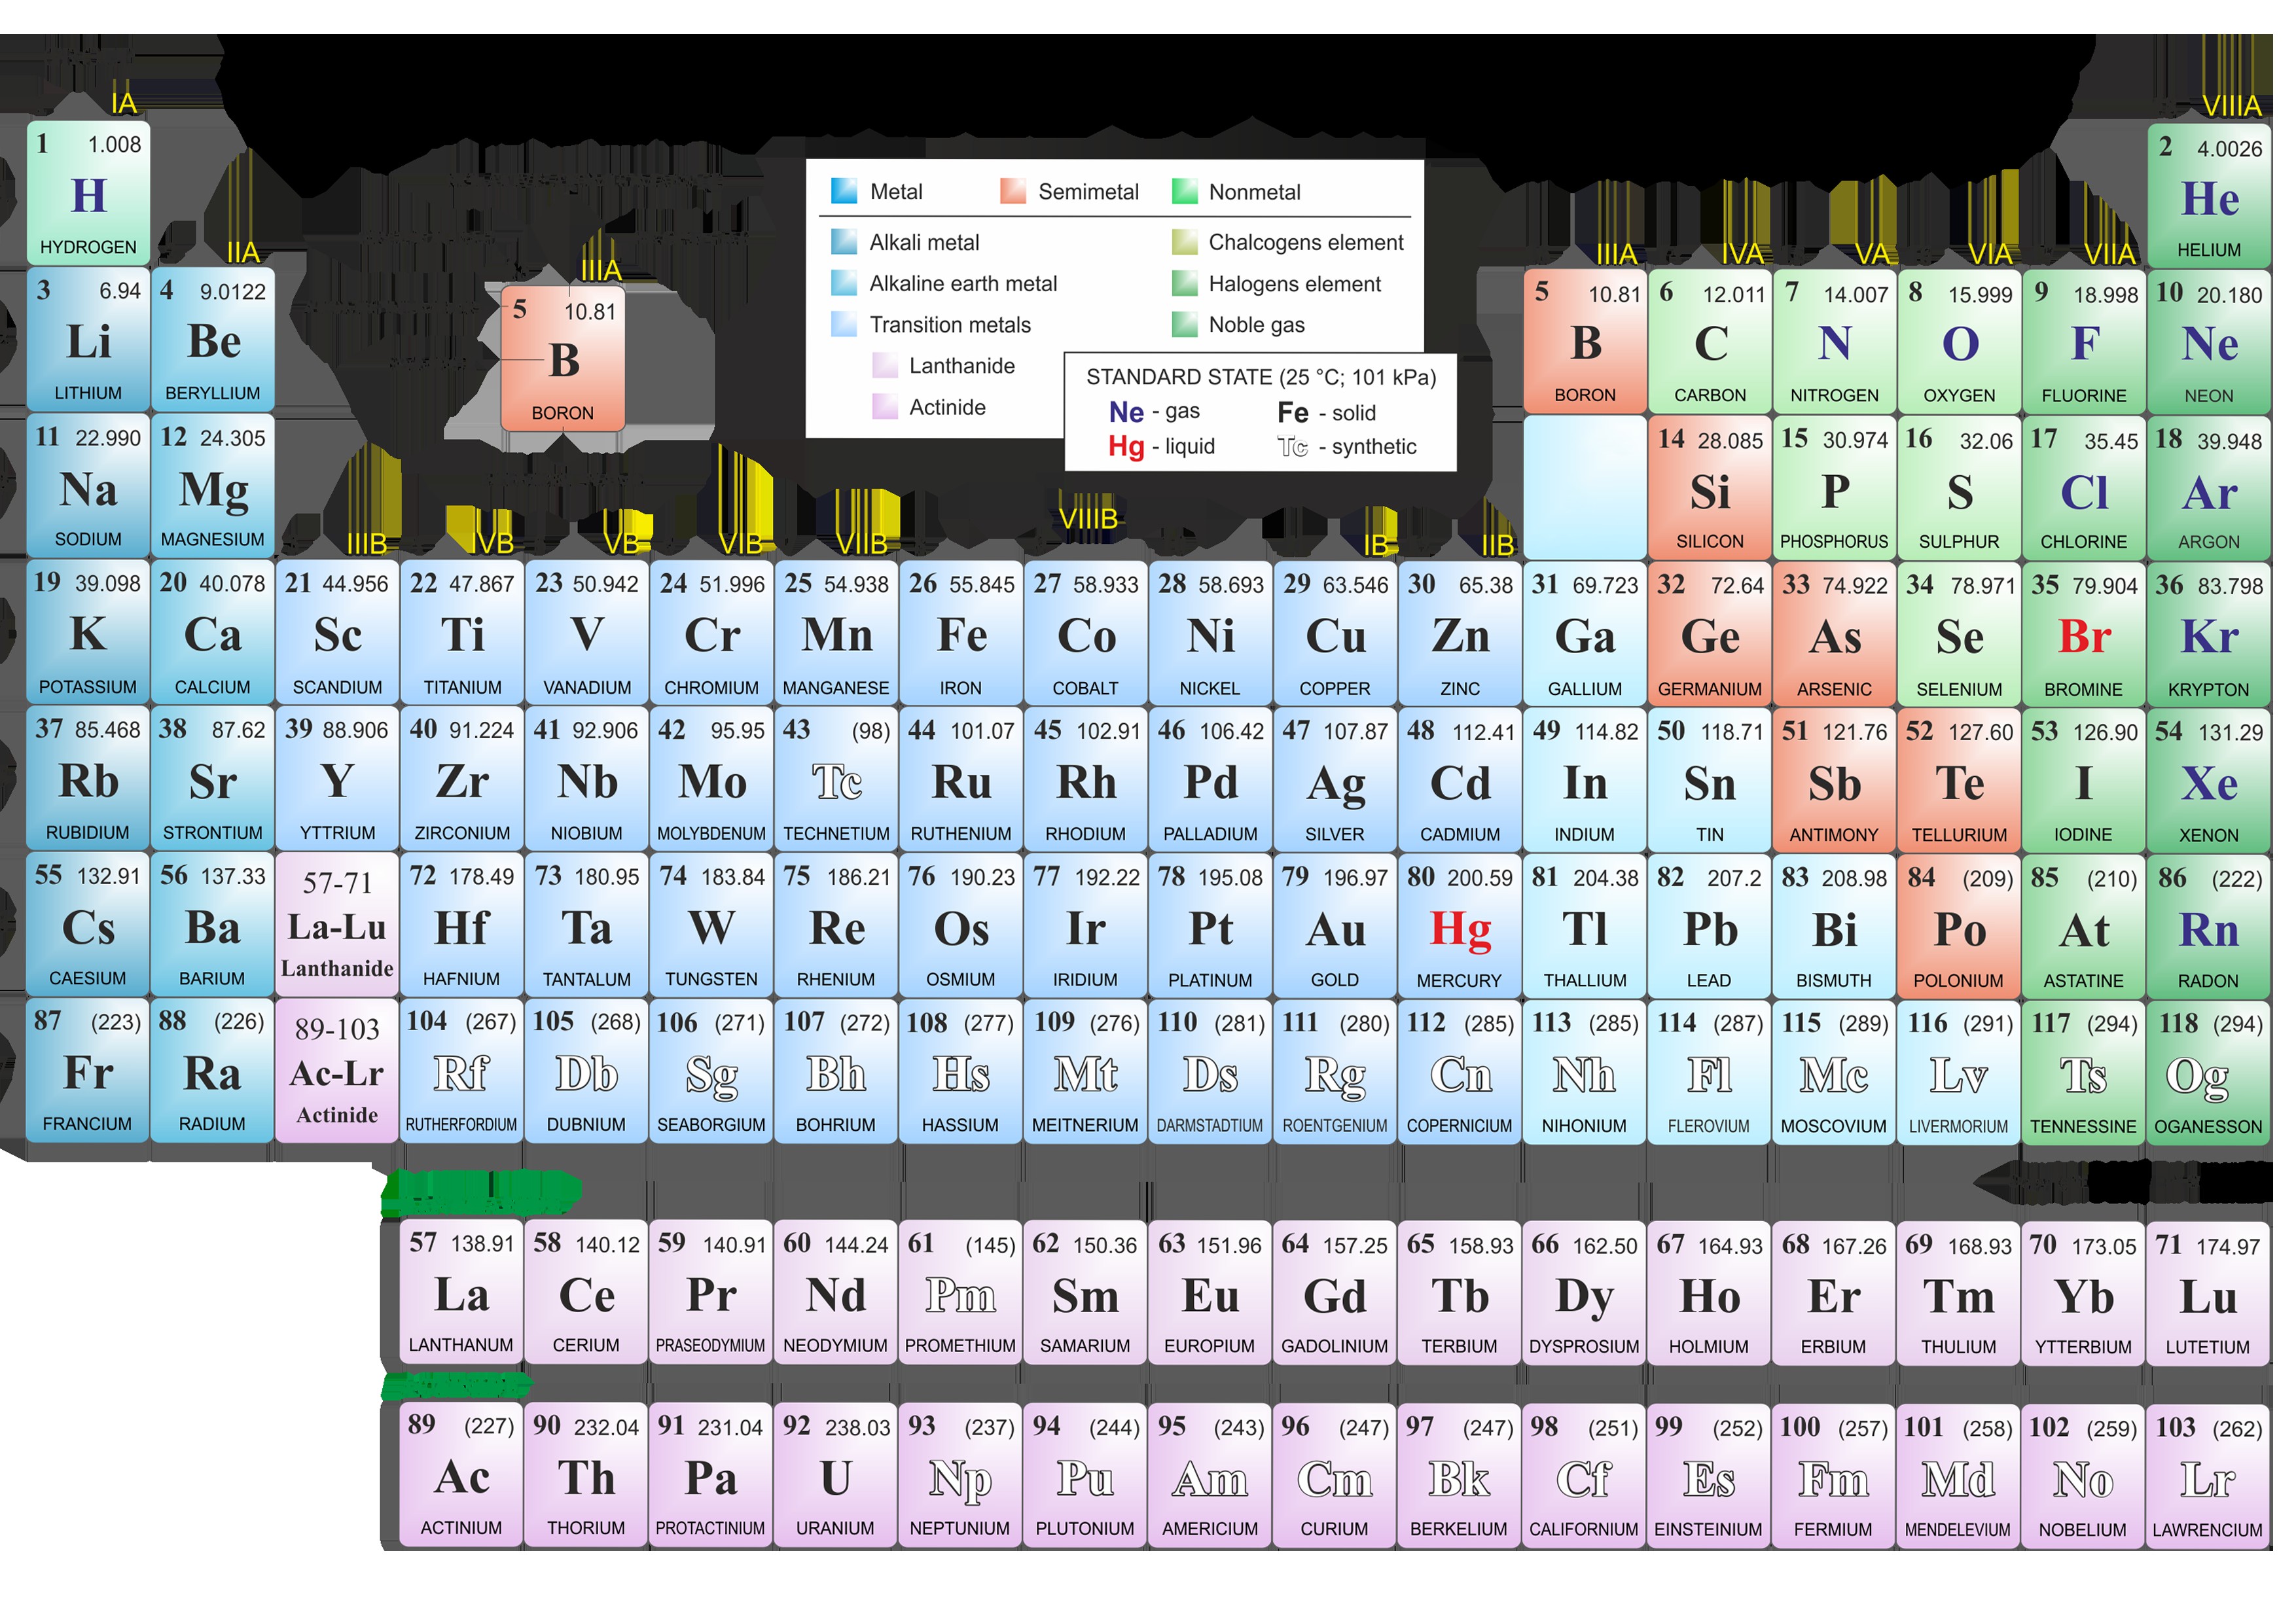 IA
VIIIA
1 1.008
H
HYDROGEN
2 4.0026
He
HELIUM
IIA
IIIA
IVA
VA
VIA
VIIA
IIIA
5 10.81
B
BORON
Metal
Semimetal
Nonmetal
Alkali metal
Chalcogens element
Alkaline earth metal
Halogens element
Transition metals
Noble gas
Lanthanide
Actinide
STANDARD STATE (25 °C; 101 kPa)
Ne - gas
Fe - solid
Hg - liquid
Tc - synthetic
3 6.94
Li
LITHIUM
4 9.0122
Be
BERYLLIUM
5 10.81
B
BORON
6 12.011
C
CARBON
7 14.007
N
NITROGEN
8 15.999
O
OXYGEN
9 18.998
F
FLUORINE
10 20.180
Ne
NEON
11 22.990
Na
SODIUM
12 24.305
Mg
MAGNESIUM
14 28.085
Si
SILICON
15 30.974
P
PHOSPHORUS
16 32.06
S
SULPHUR
17 35.45
Cl
CHLORINE
18 39.948
Ar
ARGON
IIIB
IVB
VB
VIB
VIIB
VIIIB
IB
IIB
19 39.098
K
POTASSIUM
20 40.078
Ca
CALCIUM
21 44.956
Sc
SCANDIUM
22 47.867
Ti
TITANIUM
23 50.942
V
VANADIUM
24 51.996
Cr
CHROMIUM
25 54.938
Mn
MANGANESE
26 55.845
Fe
IRON
27 58.933
Co
COBALT
28 58.693
Ni
NICKEL
29 63.546
Cu
COPPER
30 65.38
Zn
ZINC
31 69.723
Ga
GALLIUM
32 72.64
Ge
GERMANIUM
33 74.922
As
ARSENIC
34 78.971
Se
SELENIUM
35 79.904
Br
BROMINE
36 83.798
Kr
KRYPTON
37 85.468
Rb
RUBIDIUM
38 87.62
Sr
STRONTIUM
39 88.906
Y
YTTRIUM
40 91.224
Zr
ZIRCONIUM
41 92.906
Nb
NIOBIUM
42 95.95
Mo
MOLYBDENUM
43 (98)
Tc
TECHNETIUM
44 101.07
Ru
RUTHENIUM
45 102.91
Rh
RHODIUM
46 106.42
Pd
PALLADIUM
47 107.87
Ag
SILVER
48 112.41
Cd
CADMIUM
49 114.82
In
INDIUM
50 118.71
Sn
TIN
51 121.76
Sb
ANTIMONY
52 127.60
Te
TELLURIUM
53 126.90
I
IODINE
54 131.29
Xe
XENON
55 132.91
Cs
CAESIUM
56 137.33
Ba
BARIUM
57-71
La-Lu
Lanthanide
72 178.49
Hf
HAFNIUM
73 180.95
Ta
TANTALUM
74 183.84
W
TUNGSTEN
75 186.21
Re
RHENIUM
76 190.23
Os
OSMIUM
77 192.22
Ir
IRIDIUM
78 195.08
Pt
PLATINUM
79 196.97
Au
GOLD
80 200.59
Hg
MERCURY
81 204.38
Tl
THALLIUM
82 207.2
Pb
LEAD
83 208.98
Bi
BISMUTH
84 (209)
Po
POLONIUM
85 (210)
At
ASTATINE
86 (222)
Rn
RADON
87 (223)
Fr
FRANCIUM
88 (226)
Ra
RADIUM
89-103
Ac-Lr
Actinide
104 (267)
Rf
RUTHERFORDIUM
105 (268)
Db
DUBNIUM
106 (271)
Sg
SEABORGIUM
107 (272)
Bh
BOHRIUM
108 (277)
Hs
HASSIUM
109 (276)
Mt
MEITNERIUM
110 (281)
Ds
DARMSTADTIUM
111 (280)
Rg
ROENTGENIUM
112 (285)
Cn
COPERNICIUM
113 (285)
Nh
NIHONIUM
114 (287)
Fl
FLEROVIUM
115 (289)
Mc
MOSCOVIUM
116 (291)
Lv
LIVERMORIUM
117 (294)
Ts
TENNESSINE
118 (294)
Og
OGANESSON
57 138.91
La
LANTHANUM
58 140.12
Ce
CERIUM
59 140.91
Pr
PRASEODYMIUM
60 144.24
Nd
NEODYMIUM
61 (145)
Pm
PROMETHIUM
62 150.36
Sm
SAMARIUM
63 151.96
Eu
EUROPIUM
64 157.25
Gd
GADOLINIUM
65 158.93
Tb
TERBIUM
66 162.50
Dy
DYSPROSIUM
67 164.93
Ho
HOLMIUM
68 167.26
Er
ERBIUM
69 168.93
Tm
THULIUM
70 173.05
Yb
YTTERBIUM
71 174.97
Lu
LUTETIUM
89 (227)
Ac
ACTINIUM
90 232.04
Th
THORIUM
91 231.04
Pa
PROTACTINIUM
92 238.03
U
URANIUM
93 (237)
Np
NEPTUNIUM
94 (244)
Pu
PLUTONIUM
95 (243)
Am
AMERICIUM
96 (247)
Cm
CURIUM
97 (247)
Bk
BERKELIUM
98 (251)
Cf
CALIFORNIUM
99 (252)
Es
EINSTEINIUM
100 (257)
Fm
FERMIUM
101 (258)
Md
MENDELEVIUM
102 (259)
No
NOBELIUM
103 (262)
Lr
LAWRENCIUM